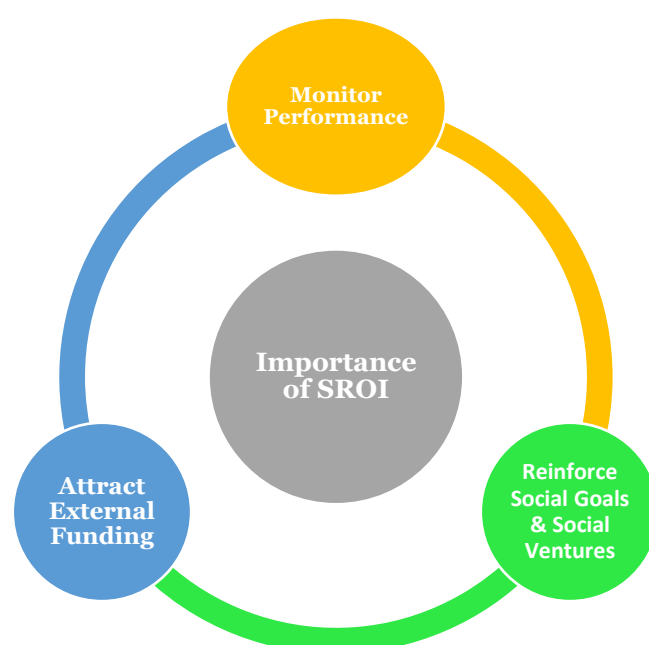 Monitor
Performance
Importance
of SROI
Attract
External
Funding
Reinforce
Social Goals
& Social
Ventures